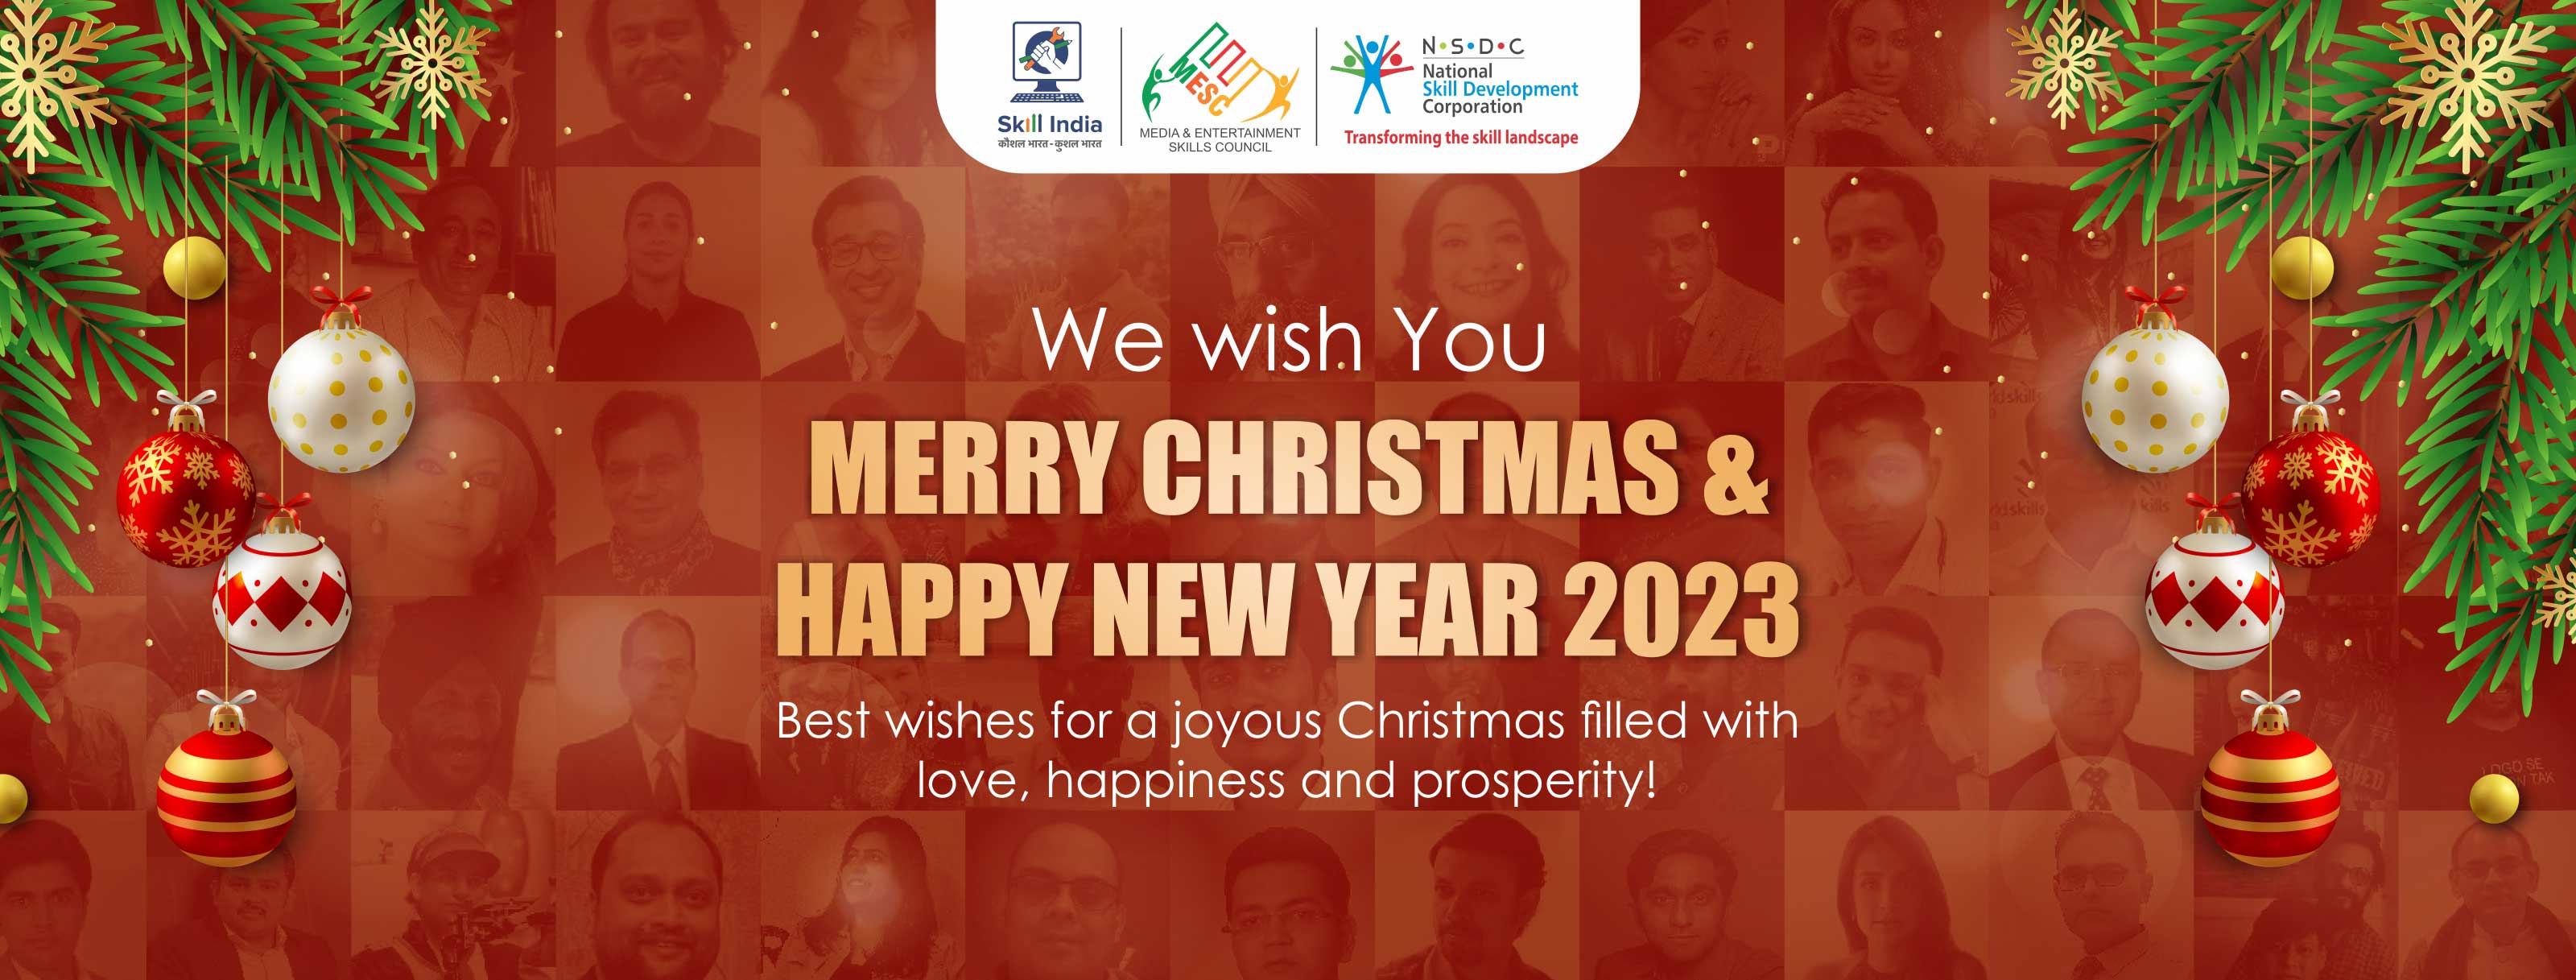 Skill India
कौशल भारत - कुशल भारत
MESC
MEDIA & ENTERTAINMENT
SKILLS COUNCIL
N•S•D•C
National
Skill Development
Corporation
Transforming the skill landscape
We wish You
MERRY CHRISTMAS &
HAPPY NEW YEAR 2023
Best wishes for a joyous Christmas filled with
love, happiness and prosperity!